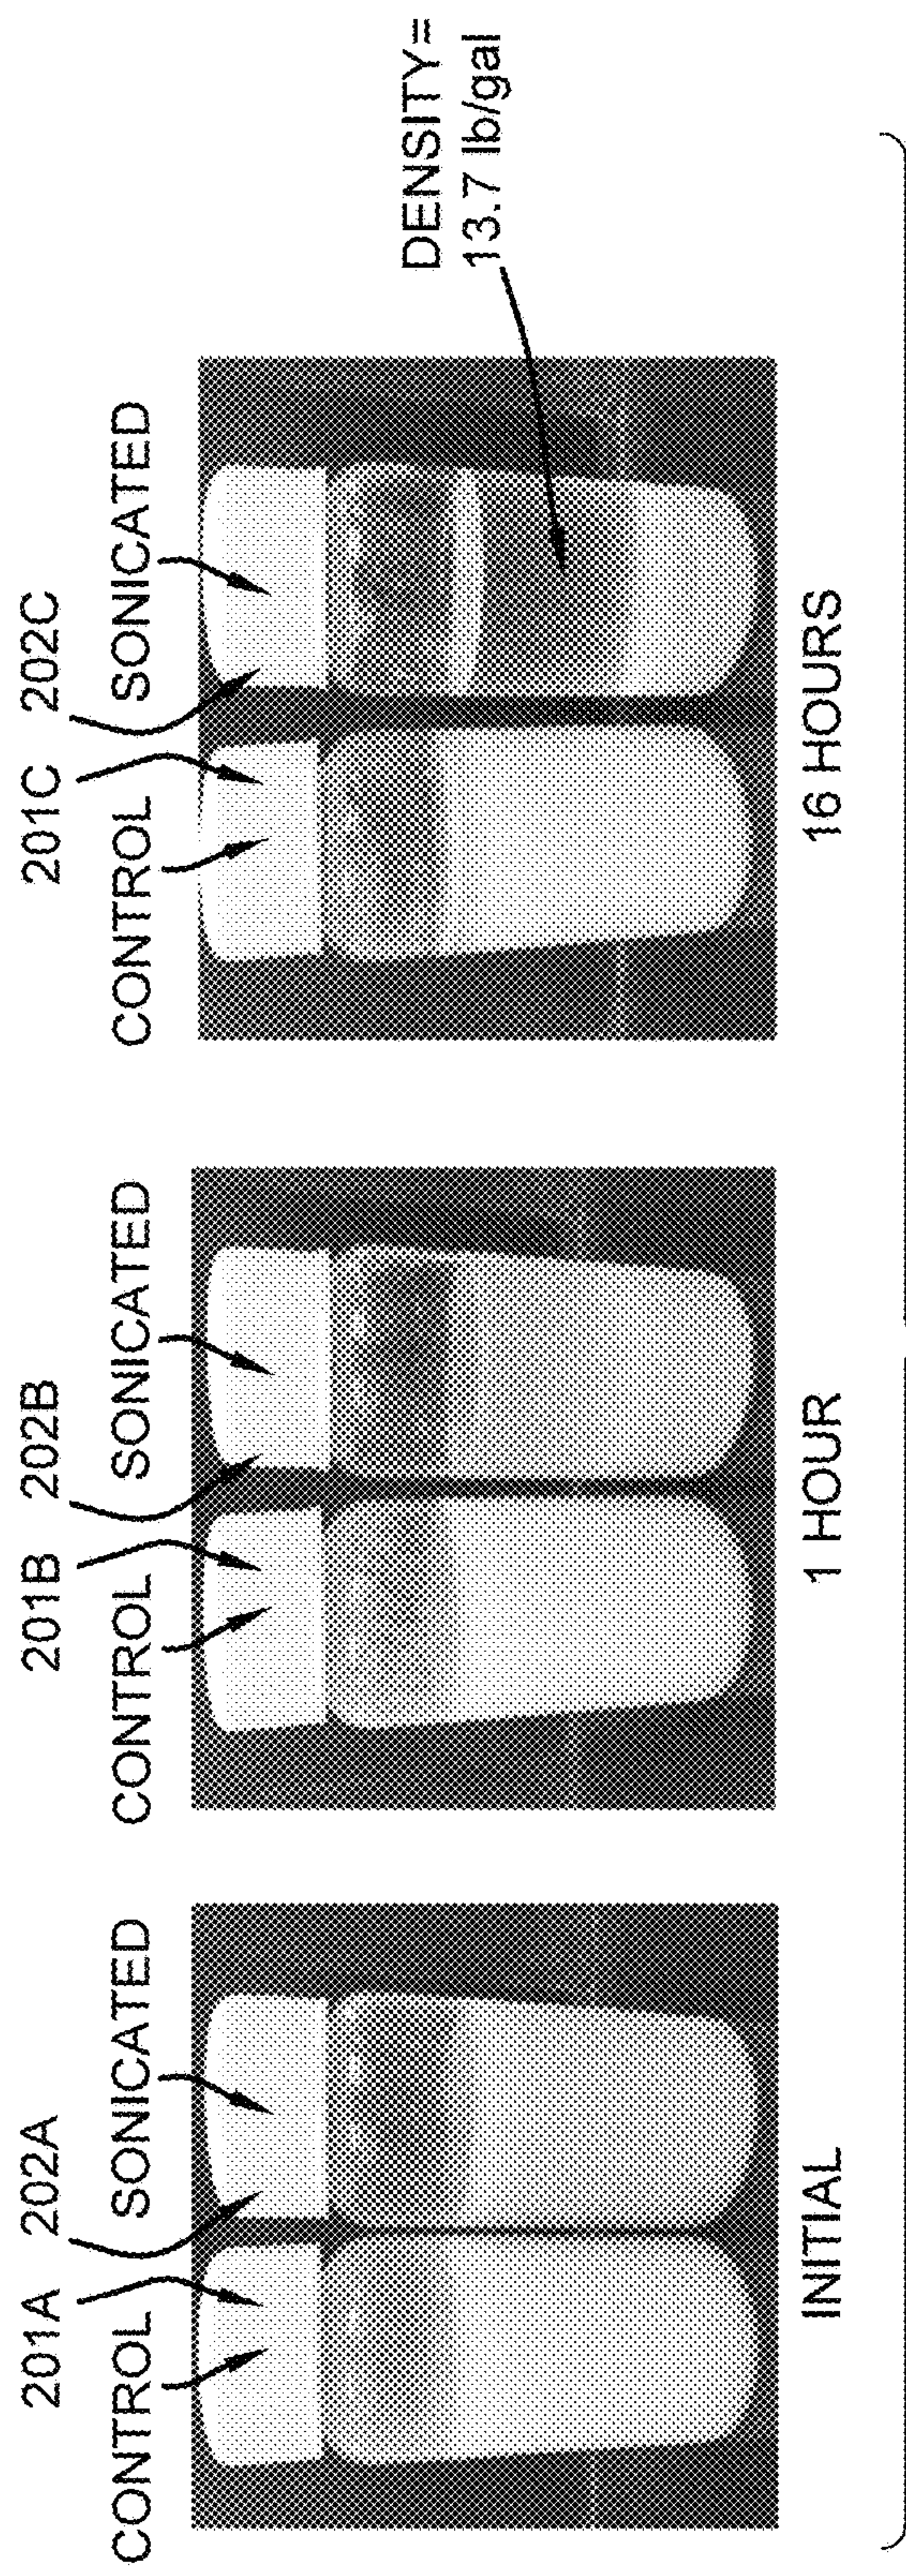 201A 202A
CONTROL SONICATED
INITIAL
201B 202B
CONTROL SONICATED
1 HOUR
201C 202C
CONTROL SONICATED
DENSITY=
13.7 lb/gal
16 HOURS